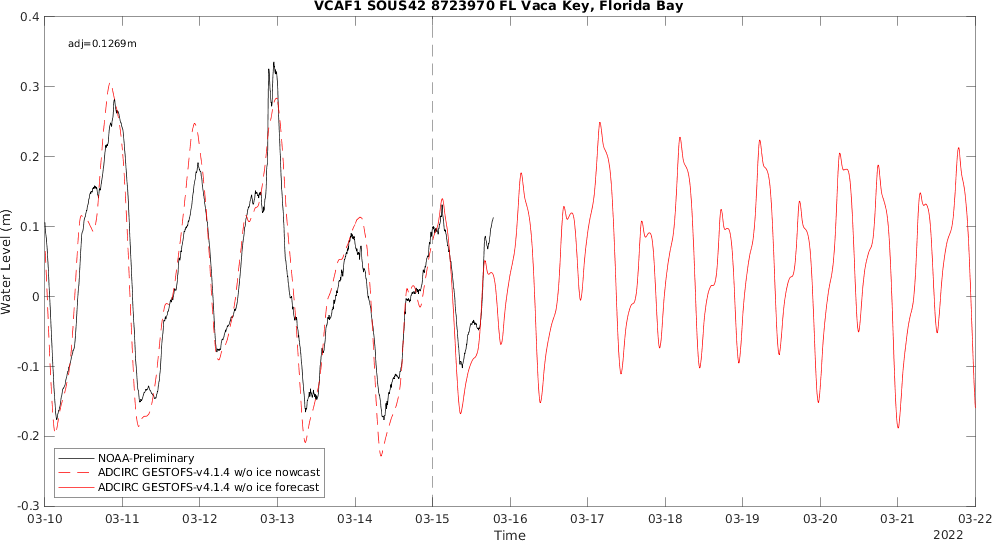 VCAF1 SOUS42 8723970 FL Vaca Key, Florida Bay
adj=0.1269m
0.4
0.3
0.2
0.1
0
-0.1
-0.2
-0.3
Water Level (m)
NOAA-Preliminary
ADCIRC GESTOFS-v4.1.4 w/o ice nowcast
ADCIRC GESTOFS-v4.1.4 w/o ice forecast
03-10 03-11 03-12 03-13 03-14 03-15 03-16 03-17 03-18 03-19 03-20 03-21 03-22
Time
2022